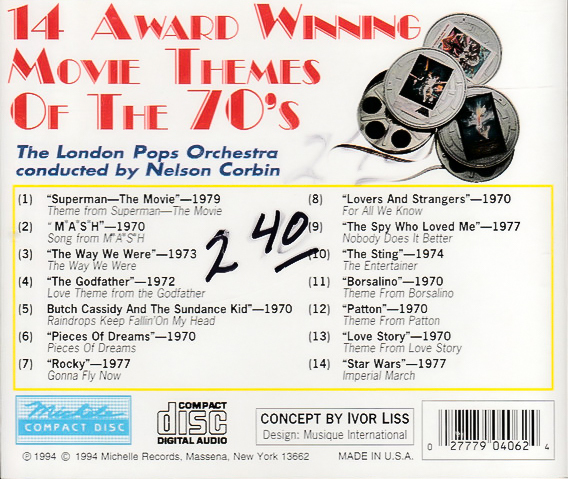 14 AWARD WINNING
MOVIE THEMES
OF THE 70's
The London Pops Orchestra
conducted by Nelson Corbin
(1) "Superman—The Movie"—1979
Theme from Superman—The Movie
(2) "M*A*S*H"—1970
Song from M*A*S*H
(3) "The Way We Were"—1973
The Way We Were
(4) "The Godfather"—1972
Love Theme from the Godfather
(5) Butch Cassidy And The Sundance Kid"—1970
Raindrops Keep Fallin'On My Head
(6) "Pieces Of Dreams"—1970
Pieces Of Dreams
(7) "Rocky"—1977
Gonna Fly Now
(8) "Lovers And Strangers"—1970
For All We Know
(9) "The Spy Who Loved Me"—1977
Nobody Does It Better
(10) "The Sting"—1974
The Entertainer
(11) "Borsalino"—1970
Theme From Borsalino
(12) "Patton"—1970
Theme From Patton
(13) "Love Story"—1970
Theme From Love Story
(14) "Star Wars"—1977
Imperial March
2 40
Michele
COMPACT DISC
COMPACT
disc
DIGITAL AUDIO
CONCEPT BY IVOR LISS
Design: Musique International
℗ 1994 © 1994 Michelle Records, Massena, New York 13662
MADE IN U.S.A.
0 27779 04062 4